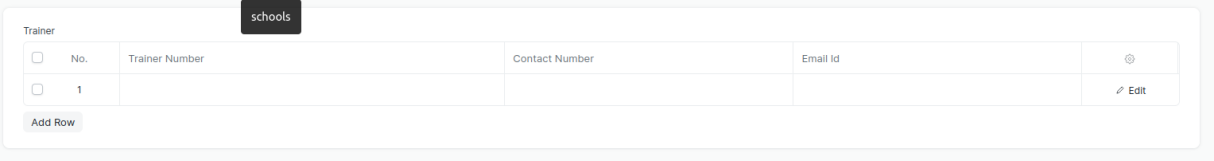 schools
Trainer
No. Trainer Number Contact Number Email Id
1 Edit
Add Row